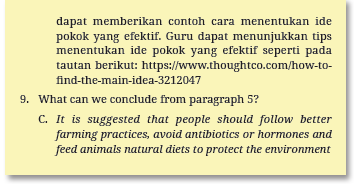 dapat memberikan contoh cara menentukan ide
pokok yang efektif. Guru dapat menunjukkan tips
menentukan ide pokok yang efektif seperti pada
tautan berikut: https://www.thoughtco.com/how-to-
find-the-main-idea-3212047
9. What can we conclude from paragraph 5?
C. It is suggested that people should follow better
farming practices, avoid antibiotics or hormones and
feed animals natural diets to protect the environment